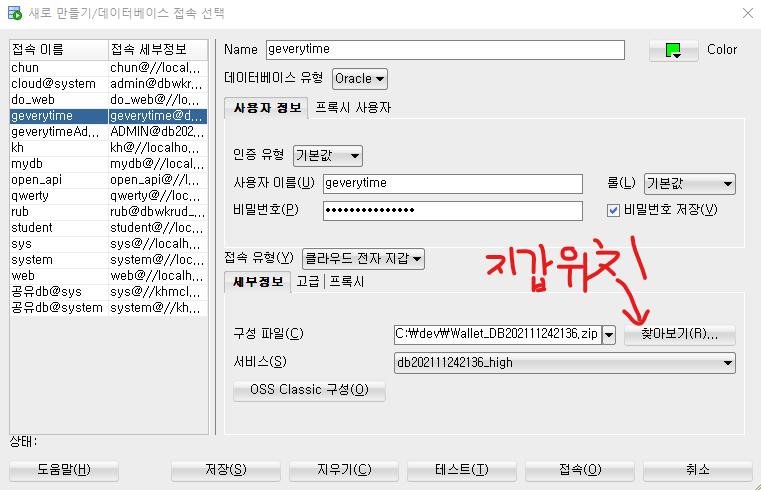 새로 만들기/데이터베이스 접속 선택
접속 이름 접속 세부정보
chun chun@//local,,,
cloud@system admin@dbwkr,,,
do_web do_web@//lo,,,
geverytime geverytime@d,,,
geverytimeAd,,, ADMIN@db202,,,
kh kh@//localho,,,
mydb mydb@//local,,,
open_api open_api@//l,,,
qwerty qwerty@//loc,,,
rub rub@dbwkrud_,,,
student student@//lo,,,
sys sys@//localh,,,
system system@//loc,,,
web web@//localh,,,
공유db@sys sys@//khmcl,,,
공유db@system system@//kh,,,
상태:
Name geverytime Color
데이터베이스 유형 Oracle
사용자 정보 프록시 사용자
인증 유형 기본값
사용자 이름(U) geverytime 롤(L) 기본값
비밀번호(P) ••••••••••••••• 비밀번호 저장(V)
접속 유형(Y) 클라우드 전자 지갑
지갑위치
세부정보 고급 프록시
구성 파일(C) C:\dev\Wallet_DB202111242136,zip 찾아보기(R),,,
서비스(S) db202111242136_high
OSS Classic 구성(O)
도움말(H) 저장(S) 지우기(C) 테스트(T) 접속(O) 취소